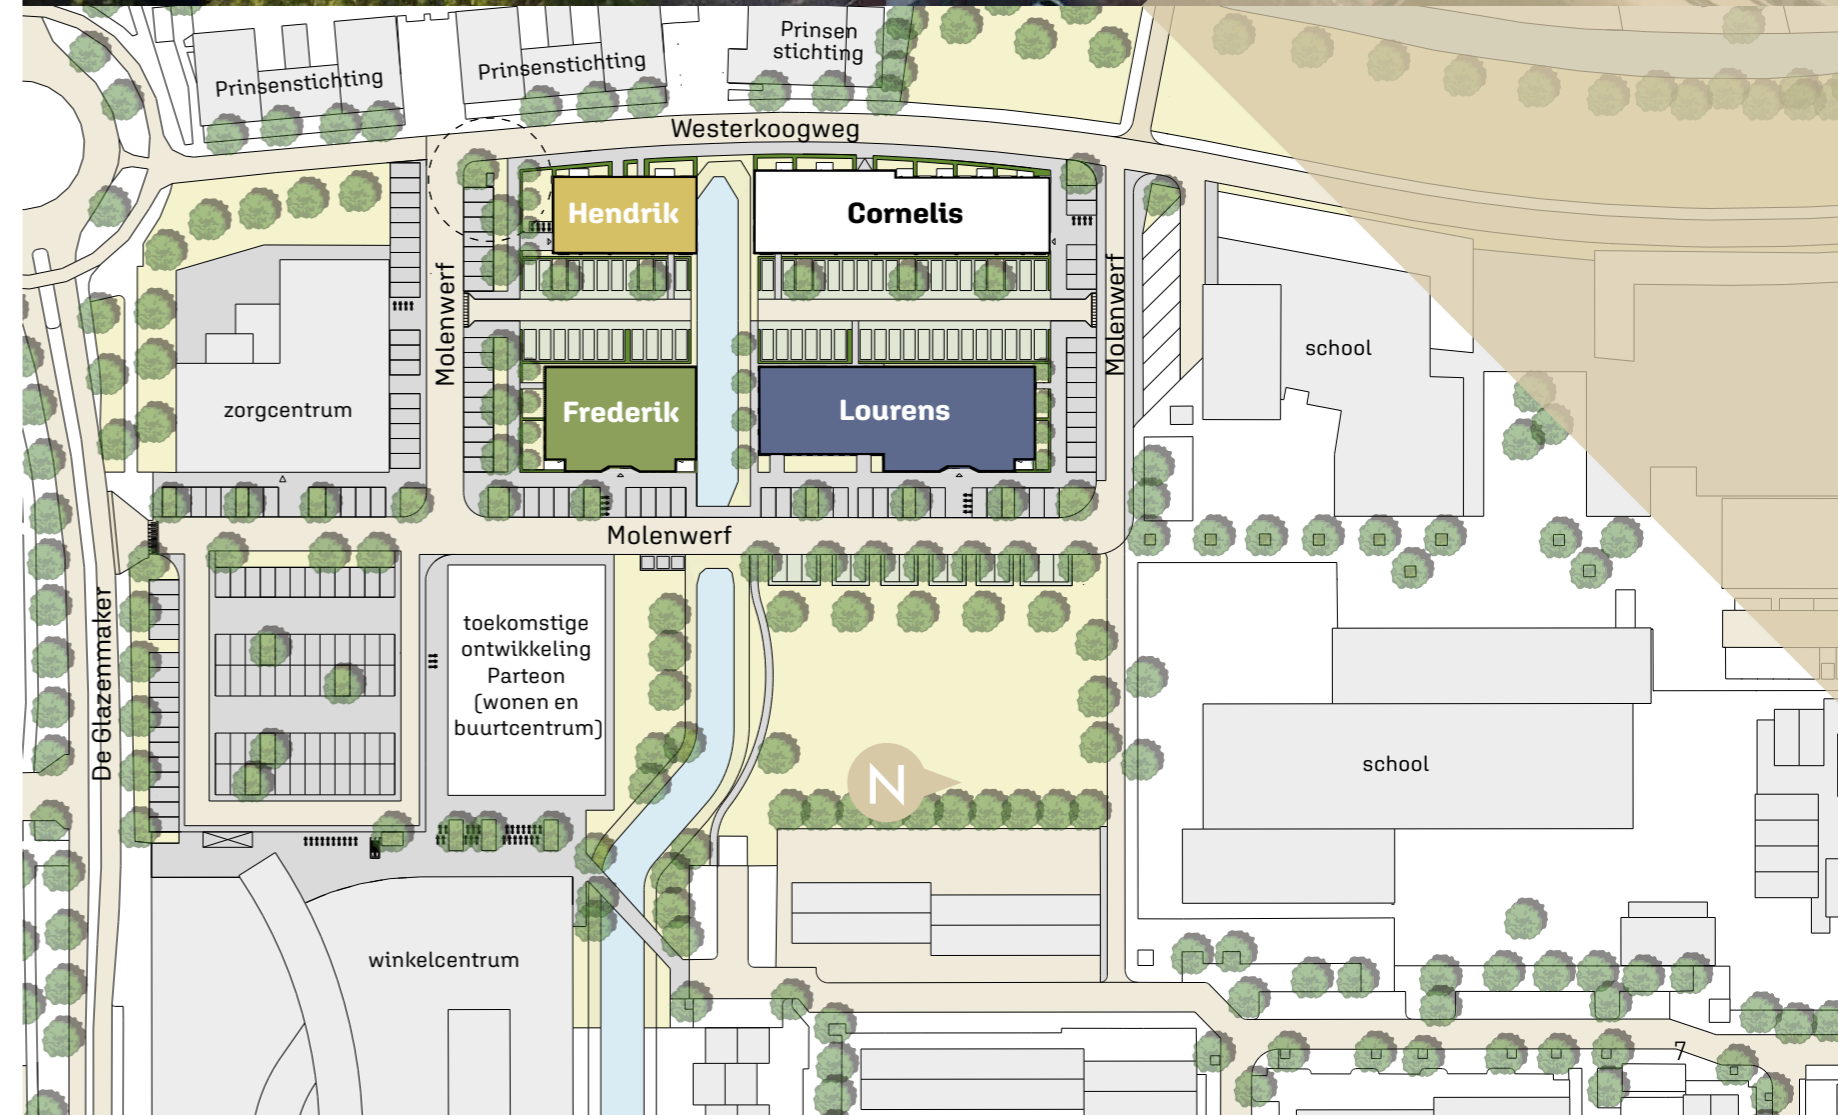 Prinsen
stichting
Prinsenstichting
Prinsenstichting
Westerkoogweg
Hendrik
Cornelis
Molenwerf
Molenwerf
school
zorgcentrum
Frederik
Lourens
Molenwerf
De Glazenmaker
toekomstige
ontwikkeling
Parteon
(wonen en
buurtcentrum)
N
school
winkelcentrum
7